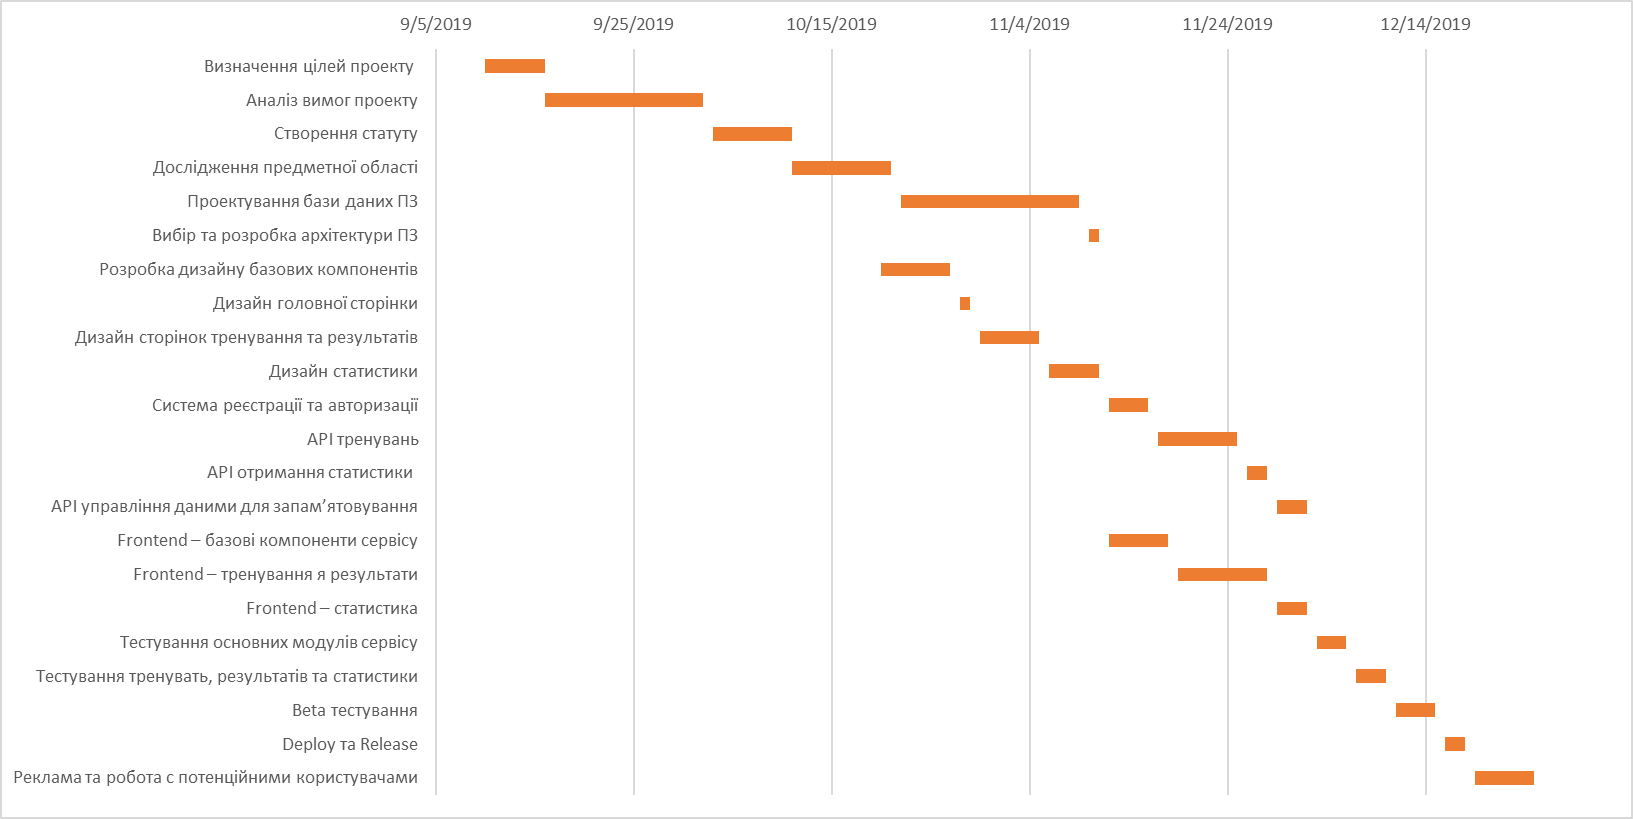 9/5/2019 9/25/2019 10/15/2019 11/4/2019 11/24/2019 12/14/2019
Визначення цілей проекту
Аналіз вимог проекту
Створення статуту
Дослідження предметної області
Проектування бази даних ПЗ
Вибір та розробка архітектури ПЗ
Розробка дизайну базових компонентів
Дизайн головної сторінки
Дизайн сторінок тренування та результатів
Дизайн статистики
Система реєстрації та авторизації
API тренувань
API отримання статистики
API управління даними для запам’ятовування
Frontend – базові компоненти сервісу
Frontend – тренування я результати
Frontend – статистика
Тестування основних модулів сервісу
Тестування тренувать, результатів та статистики
Beta тестування
Deploy та Release
Реклама та робота с потенційними користувачами